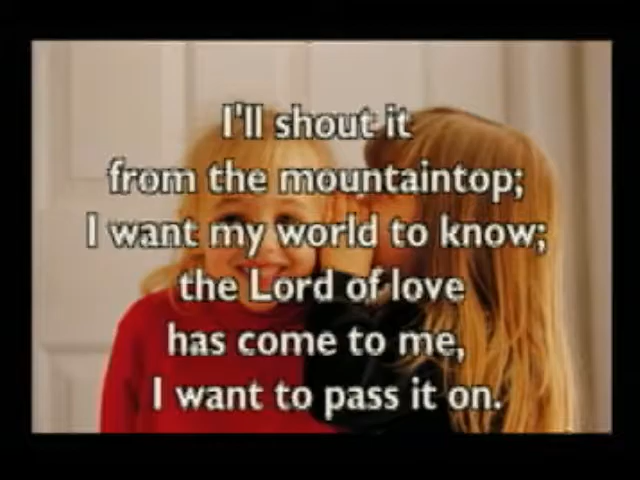 I'll shout it
from the mountaintop;
I want my world to know;
the Lord of love
has come to me,
I want to pass it on.